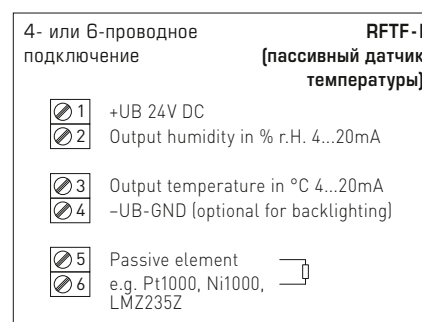 4- или 6-проводное
подключение
RFTF-I
(пассивный датчик
температуры)
1 +UB 24V DC
2 Output humidity in % r.H. 4...20mA
3 Output temperature in °C 4...20mA
4 –UB-GND (optional for backlighting)
5 Passive element
6 e.g. Pt1000, Ni1000,
LMZ235Z